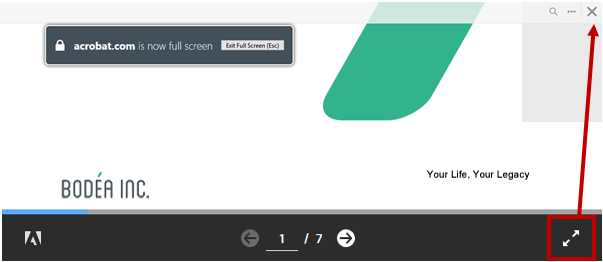 acrobat.com is now full screen Exit Full Screen (Esc)
Your Life, Your Legacy
BODÉA INC.
1 / 7